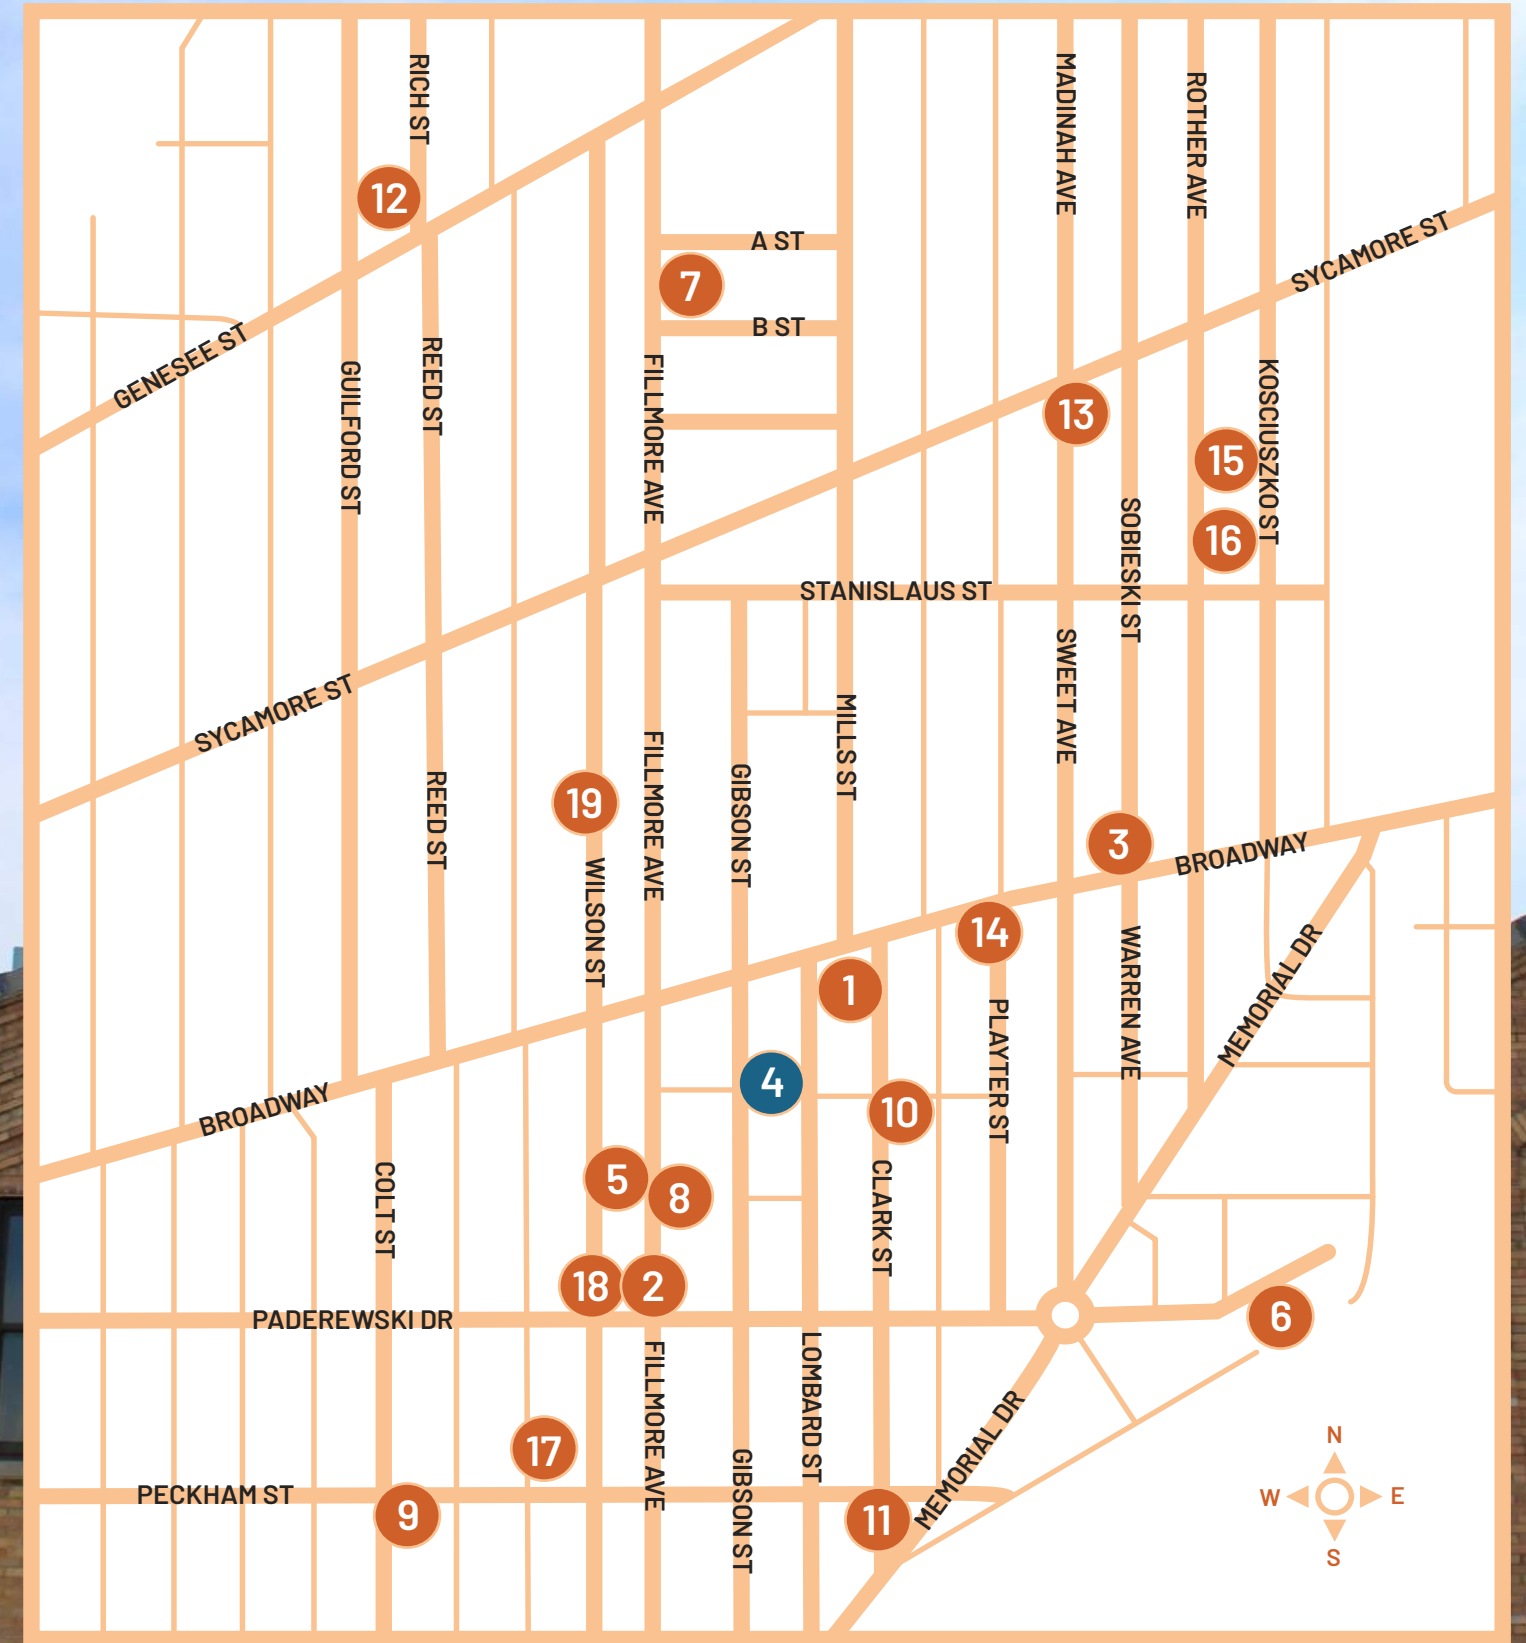 RICH ST
MADINAH AVE
ROTHER AVE
12
A ST
SYCAMORE ST
7
B ST
GENESEE ST
REED ST
GUILFORD ST
FILLMORE AVE
KOSCIUSZKO ST
13
15
16
SOBIESKI ST
STANISLAUS ST
SWEET AVE
SYCAMORE ST
MILLS ST
FILLMORE AVE
GIBSON ST
REED ST
19
3
BROADWAY
WILSON ST
14
WARREN AVE
MEMORIAL DR
1
PLAYTER ST
4
BROADWAY
10
5
8
COLT ST
CLARK ST
18
2
PADEREWSKI DR
6
LOMBARD ST
FILLMORE AVE
MEMORIAL DR
17
GIBSON ST
N
PECKHAM ST
9
11
W
E
S